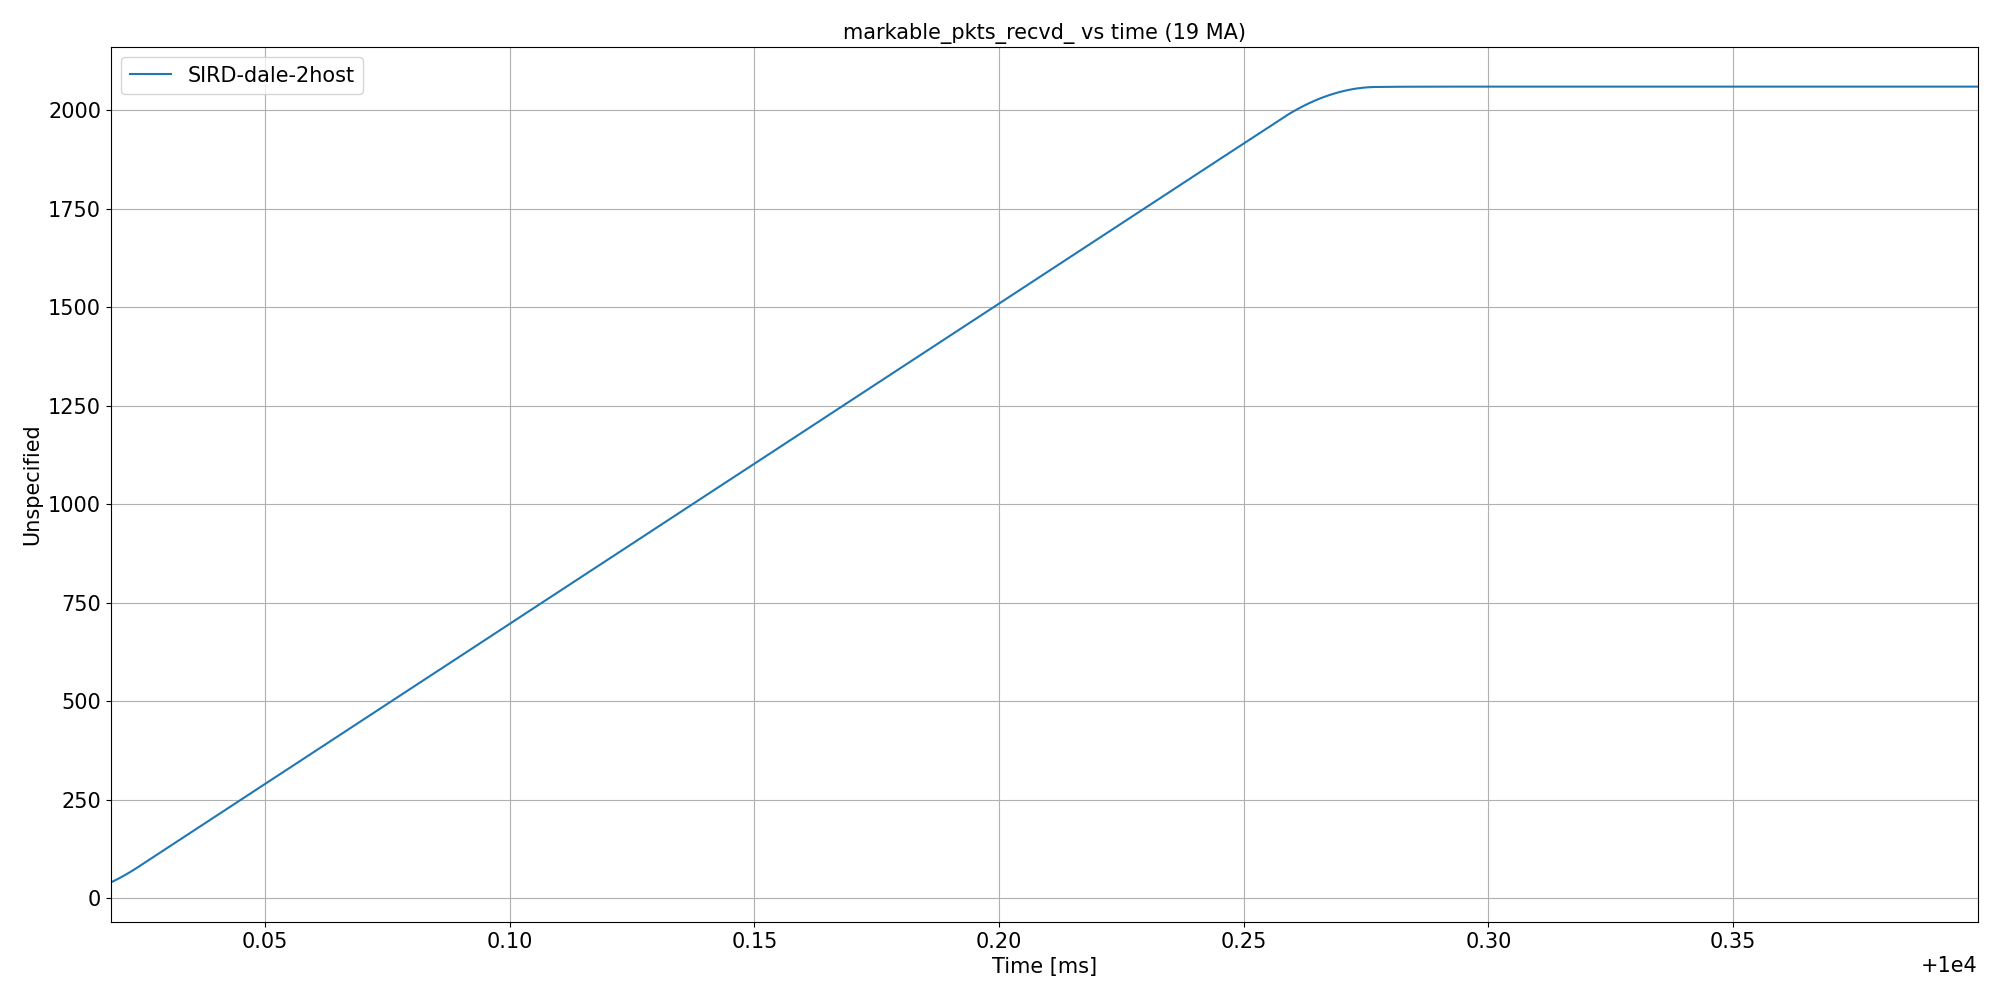 markable_pkts_recvd_ vs time (19 MA)
SIRD-dale-2host
2000
1750
1500
1250
1000
750
500
250
0
Unspecified
0.05 0.10 0.15 0.20 0.25 0.30 0.35
Time [ms]
+1e4